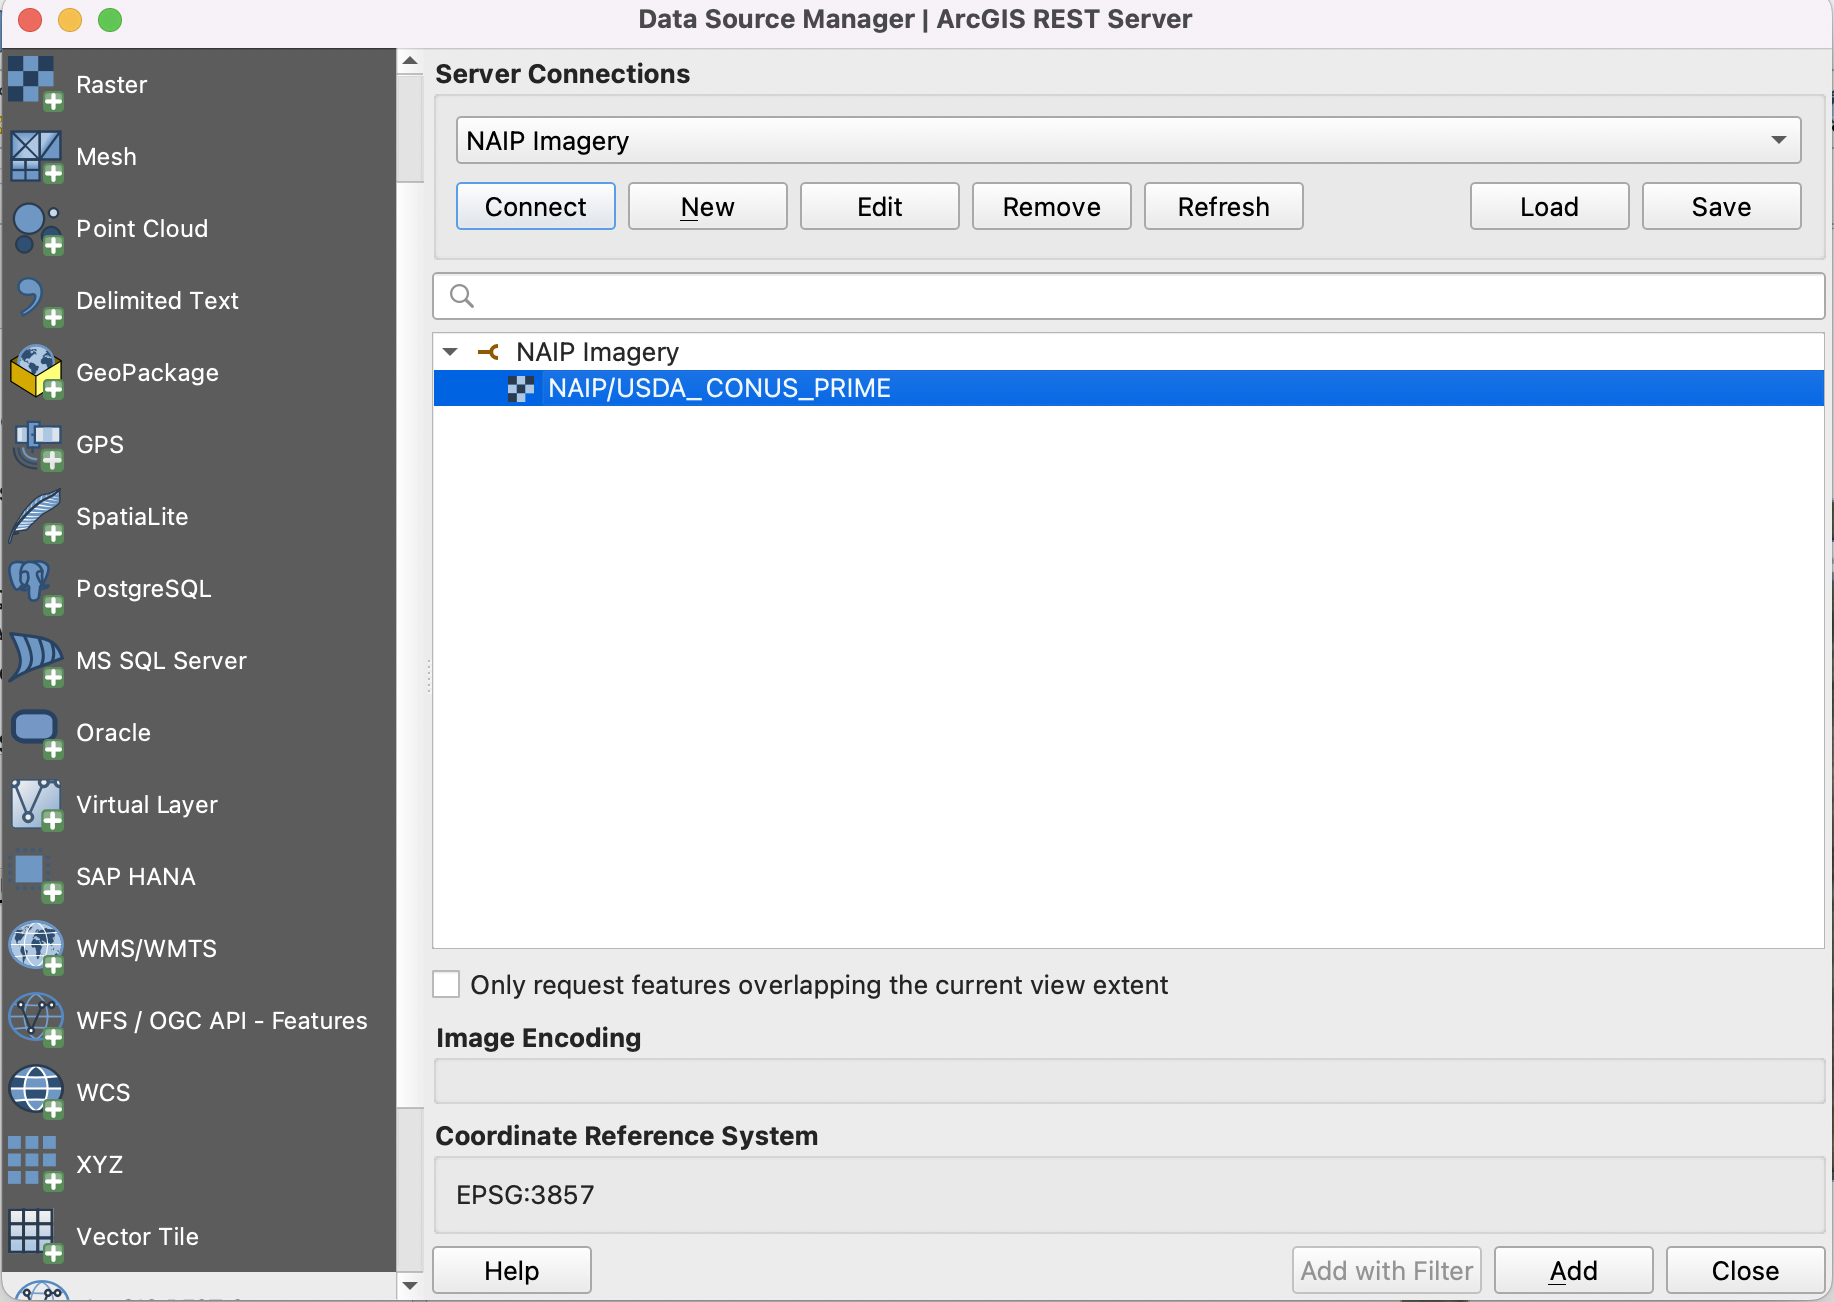 Data Source Manager | ArcGIS REST Server
Raster
Mesh
Point Cloud
Delimited Text
GeoPackage
GPS
SpatiaLite
PostgreSQL
MS SQL Server
Oracle
Virtual Layer
SAP HANA
WMS/WMTS
WFS / OGC API - Features
WCS
XYZ
Vector Tile
Server Connections
NAIP Imagery
Connect New Edit Remove Refresh Load Save
NAIP Imagery
NAIP/USDA_CONUS_PRIME
Only request features overlapping the current view extent
Image Encoding
Coordinate Reference System
EPSG:3857
Help Add with Filter Add Close